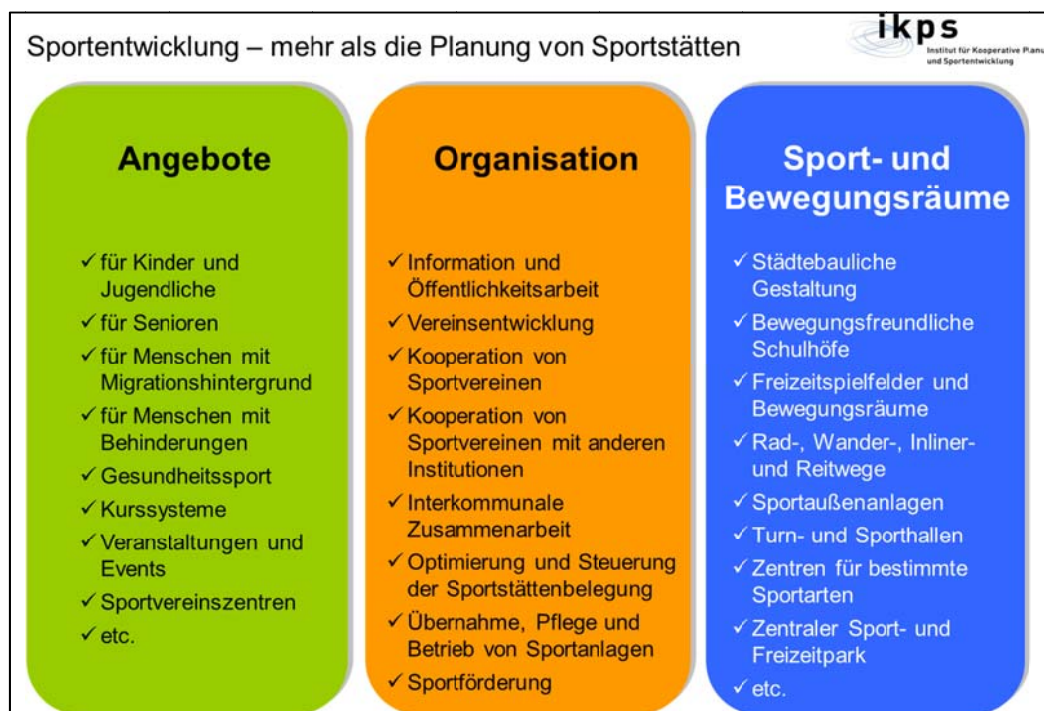 Sportentwicklung – mehr als die Planung von Sportstätten
ikps
Institut für Kooperative Planu
und Sportentwicklung
Angebote
✓ für Kinder und
Jugendliche
✓ für Senioren
✓ für Menschen mit
Migrationshintergrund
✓ für Menschen mit
Behinderungen
✓ Gesundheitssport
✓ Kurssysteme
✓ Veranstaltungen und
Events
✓ Sportvereinszentren
✓ etc.
Organisation
✓ Information und
Öffentlichkeitsarbeit
✓ Vereinsentwicklung
✓ Kooperation von
Sportvereinen
✓ Kooperation von
Sportvereinen mit anderen
Institutionen
✓ Interkommunale
Zusammenarbeit
✓ Optimierung und Steuerung
der Sportstättenbelegung
✓ Übernahme, Pflege und
Betrieb von Sportanlagen
✓ Sportförderung
Sport- und
Bewegungsräume
✓ Städtebauliche
Gestaltung
✓ Bewegungsfreundliche
Schulhöfe
✓ Freizeitspielfelder und
Bewegungsräume
✓ Rad-, Wander-, Inliner-
und Reitwege
✓ Sportaußenanlagen
✓ Turn- und Sporthallen
✓ Zentren für bestimmte
Sportarten
✓ Zentraler Sport- und
Freizeitpark
✓ etc.